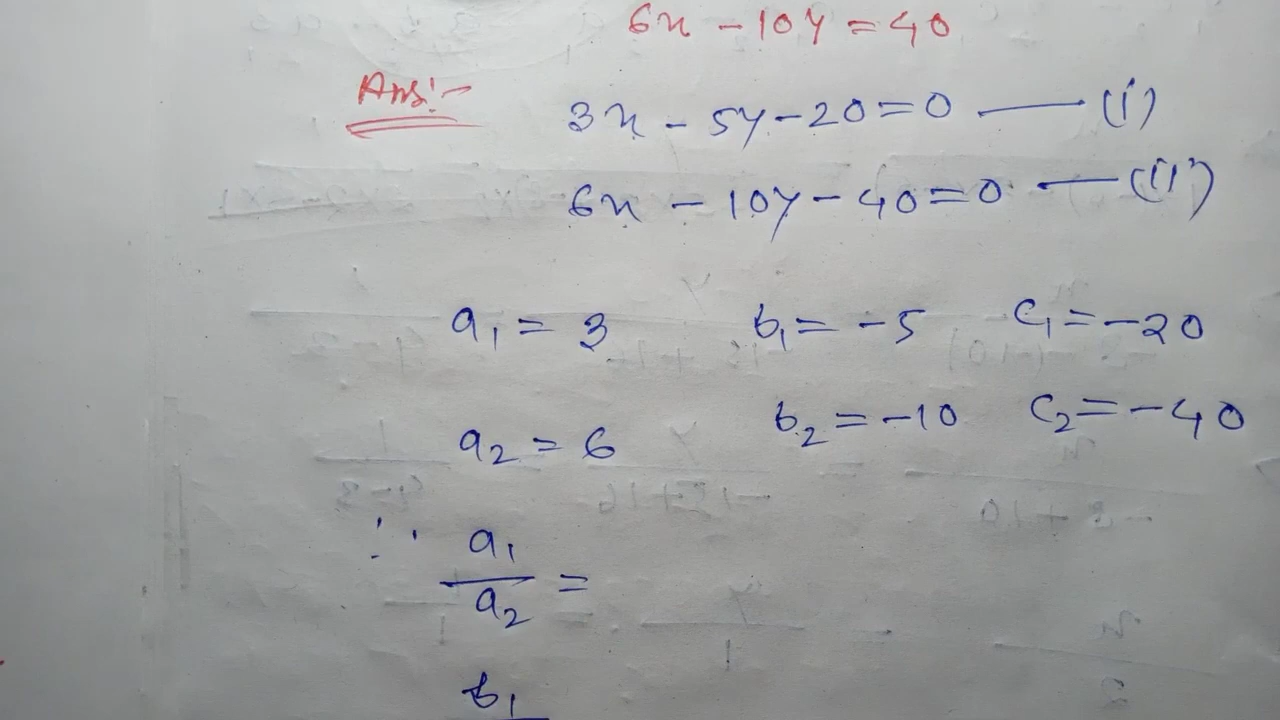 6x - 10y = 40
Ans:-
3x - 5y - 20 = 0 —— (i)
6x - 10y - 40 = 0 —— (ii)
a₁ = 3 b₁ = -5 c₁ = -20
a₂ = 6 b₂ = -10 c₂ = -40
∴ a₁/a₂ =
b₁